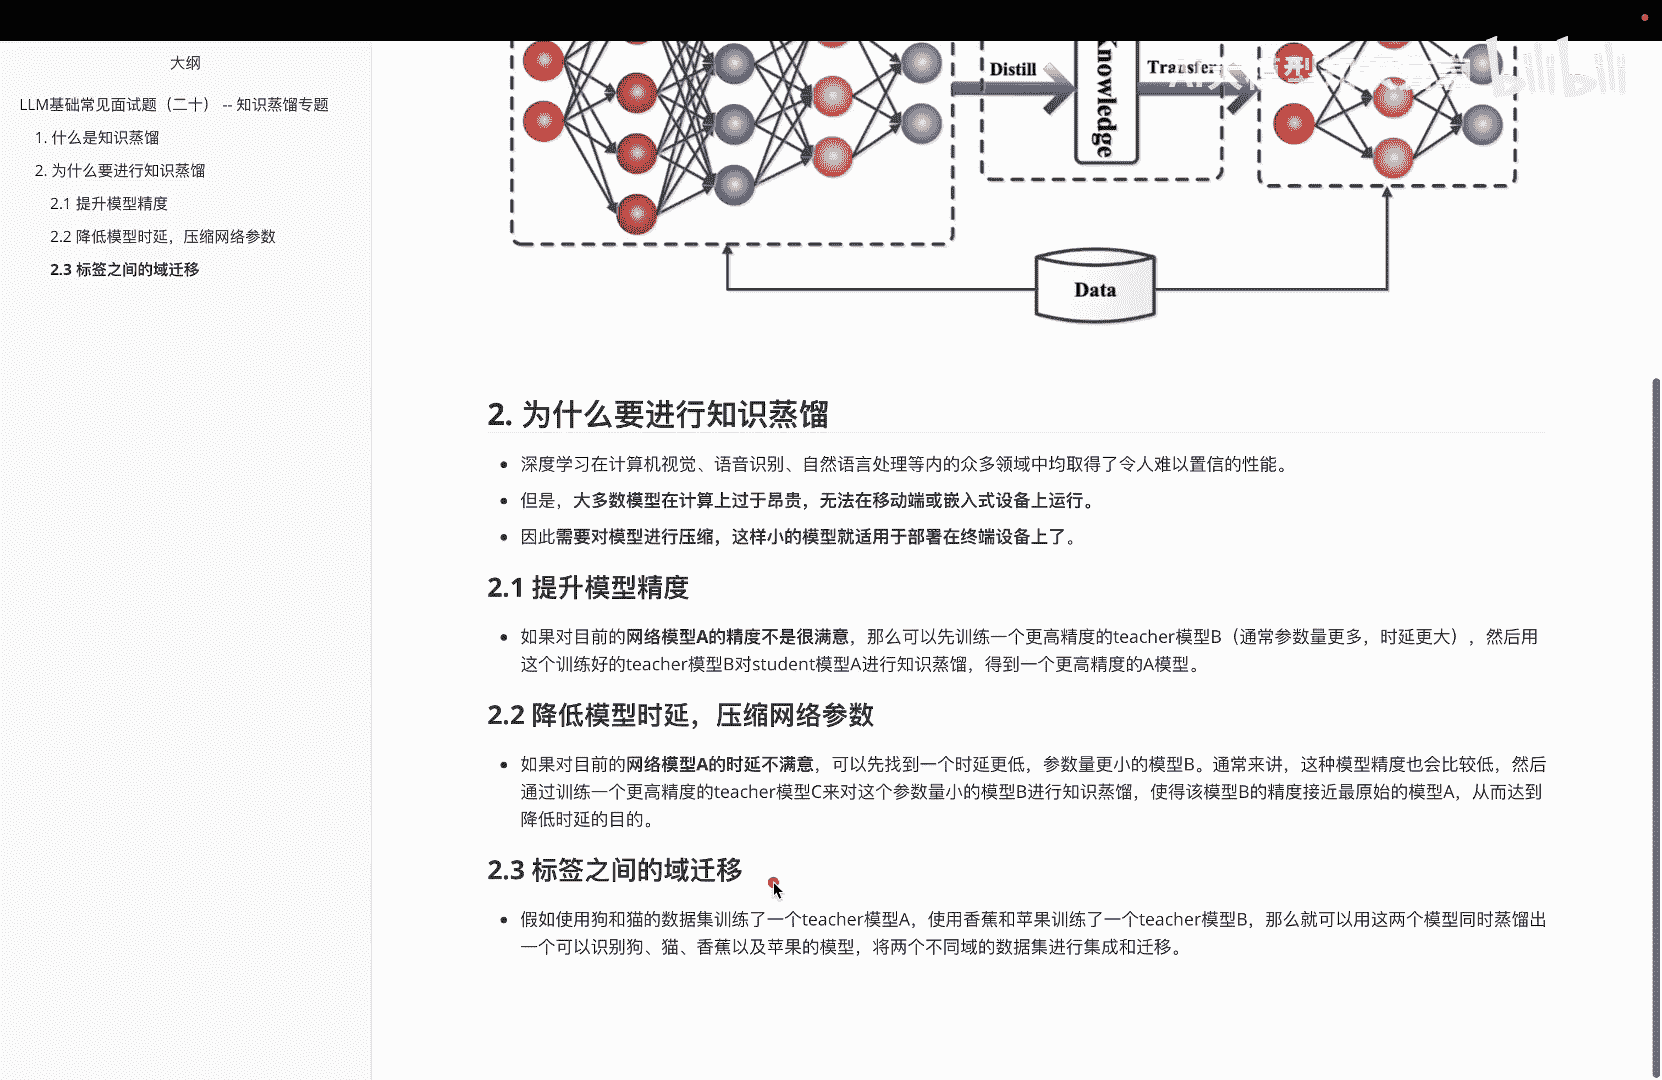 大纲
LLM基础常见面试题（二十） -- 知识蒸馏专题
1. 什么是知识蒸馏
2. 为什么要进行知识蒸馏
2.1 提升模型精度
2.2 降低模型时延，压缩网络参数
2.3 标签之间的域迁移
Distill
Knowledge
Transfer
bilibili
Data
2. 为什么要进行知识蒸馏
深度学习在计算机视觉、语音识别、自然语言处理等内的众多领域中均取得了令人难以置信的性能。
但是，大多数模型在计算上过于昂贵，无法在移动端或嵌入式设备上运行。
因此需要对模型进行压缩，这样小的模型就适用于部署在终端设备上了。
2.1 提升模型精度
如果对目前的网络模型A的精度不是很满意，那么可以先训练一个更高精度的teacher模型B（通常参数量更多，时延更大），然后用
这个训练好的teacher模型B对student模型A进行知识蒸馏，得到一个更高精度的A模型。
2.2 降低模型时延，压缩网络参数
如果对目前的网络模型A的时延不满意，可以先找到一个时延更低，参数量更小的模型B。通常来讲，这种模型精度也会比较低，然后
通过训练一个更高精度的teacher模型C来对这个参数量小的模型B进行知识蒸馏，使得该模型B的精度接近最原始的模型A，从而达到
降低时延的目的。
2.3 标签之间的域迁移
假如使用狗和猫的数据集训练了一个teacher模型A，使用香蕉和苹果训练了一个teacher模型B，那么就可以用这两个模型同时蒸馏出
一个可以识别狗、猫、香蕉以及苹果的模型，将两个不同域的数据集进行集成和迁移。